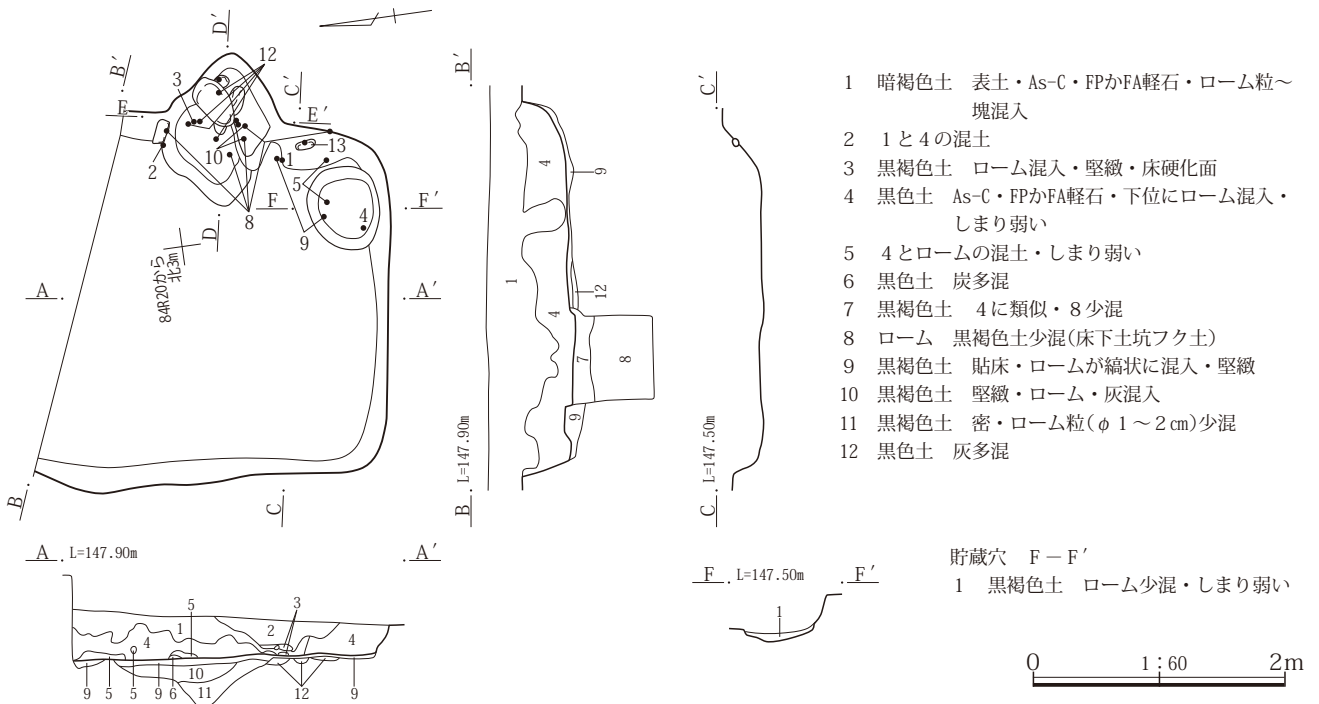 D′
B′
3
12
C′
E
E′
2
10
1
13
5
8
F
F′
9
4
D
84R20から
北3m
A
A′
B
C
B′
4
9
1
12
4
7
8
9
B
L=147.90m
C′
C
L=147.50m
1 暗褐色土 表土・As-C・FPかFA軽石・ローム粒～
塊混入
2 1と4の混土
3 黒褐色土 ローム混入・堅緻・床硬化面
4 黒色土 As-C・FPかFA軽石・下位にローム混入・
しまり弱い
5 4とロームの混土・しまり弱い
6 黒色土 炭多混
7 黒褐色土 4に類似・8少混
8 ローム 黒褐色土少混(床下土坑フク土)
9 黒褐色土 貼床・ロームが縞状に混入・堅緻
10 黒褐色土 堅緻・ローム・灰混入
11 黒褐色土 密・ローム粒(φ1～2㎝)少混
12 黒色土 灰多混
A L=147.90m A′
5
3
1
2
4
4
10
9 5 5 9 6 11 12 9
F L=147.50m F′
1
貯蔵穴 F－F′
1 黒褐色土 ローム少混・しまり弱い
0 1：60 2m